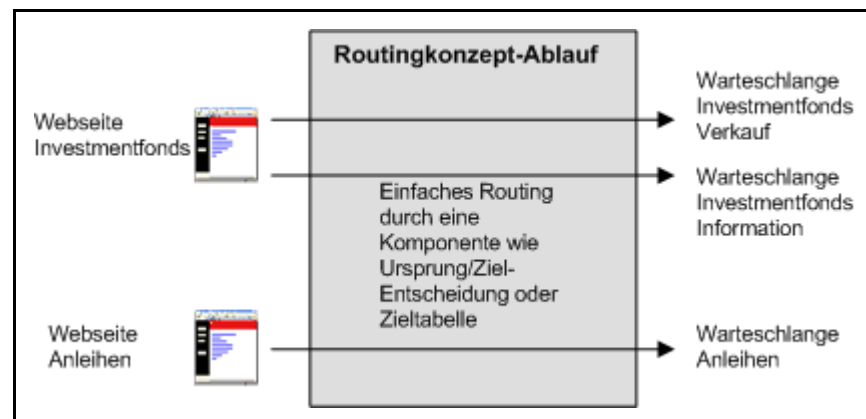 Routingkonzept-Ablauf
Webseite
Investmentfonds
Warteschlange
Investmentfonds
Verkauf
Warteschlange
Investmentfonds
Information
Einfaches Routing
durch eine
Komponente wie
Ursprung/Ziel-
Entscheidung oder
Zieltabelle
Webseite
Anleihen
Warteschlange
Anleihen